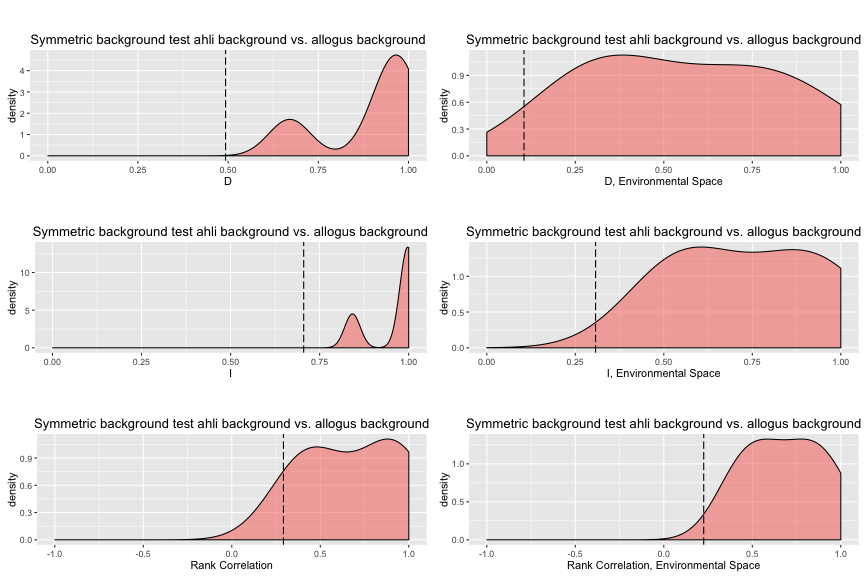 Symmetric background test ahli background vs. allogus background
density
4
3
2
1
0
0.00 0.25 0.50 0.75 1.00
D
Symmetric background test ahli background vs. allogus background
density
0.9
0.6
0.3
0.0
0.00 0.25 0.50 0.75 1.00
D, Environmental Space
Symmetric background test ahli background vs. allogus background
density
10
5
0
0.00 0.25 0.50 0.75 1.00
I
Symmetric background test ahli background vs. allogus background
density
1.0
0.5
0.0
0.00 0.25 0.50 0.75 1.00
I, Environmental Space
Symmetric background test ahli background vs. allogus background
density
0.9
0.6
0.3
0.0
-1.0 -0.5 0.0 0.5 1.0
Rank Correlation
Symmetric background test ahli background vs. allogus background
density
1.0
0.5
0.0
-1.0 -0.5 0.0 0.5 1.0
Rank Correlation, Environmental Space